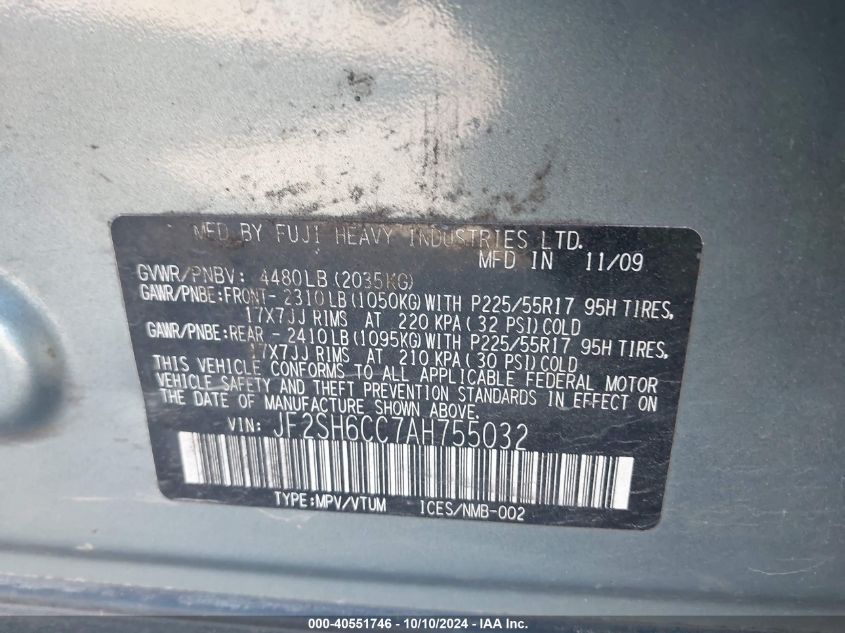 MFD BY FUJI HEAVY INDUSTRIES LTD.
MFD IN 11/09
GVWR/PNBV: 4480LB (2035KG)
GAWR/PNBE:FRONT- 2310LB(1050KG)WITH P225/55R17 95H TIRES,
17X7JJ RIMS AT 220 KPA(32 PSI)COLD
GAWR/PNBE:REAR - 2410LB(1095KG)WITH P225/55R17 95H TIRES,
17X7JJ RIMS AT 210 KPA(30 PSI)COLD
THIS VEHICLE CONFORMS TO ALL APPLICABLE FEDERAL MOTOR
VEHICLE SAFETY AND THEFT PREVENTION STANDARDS IN EFFECT ON
THE DATE OF MANUFACTURE SHOWN ABOVE.
VIN: JF2SH6CC7AH755032
TYPE:MPV/VTUM ICES/NMB-002
000-40551746 - 10/10/2024 - IAA Inc.